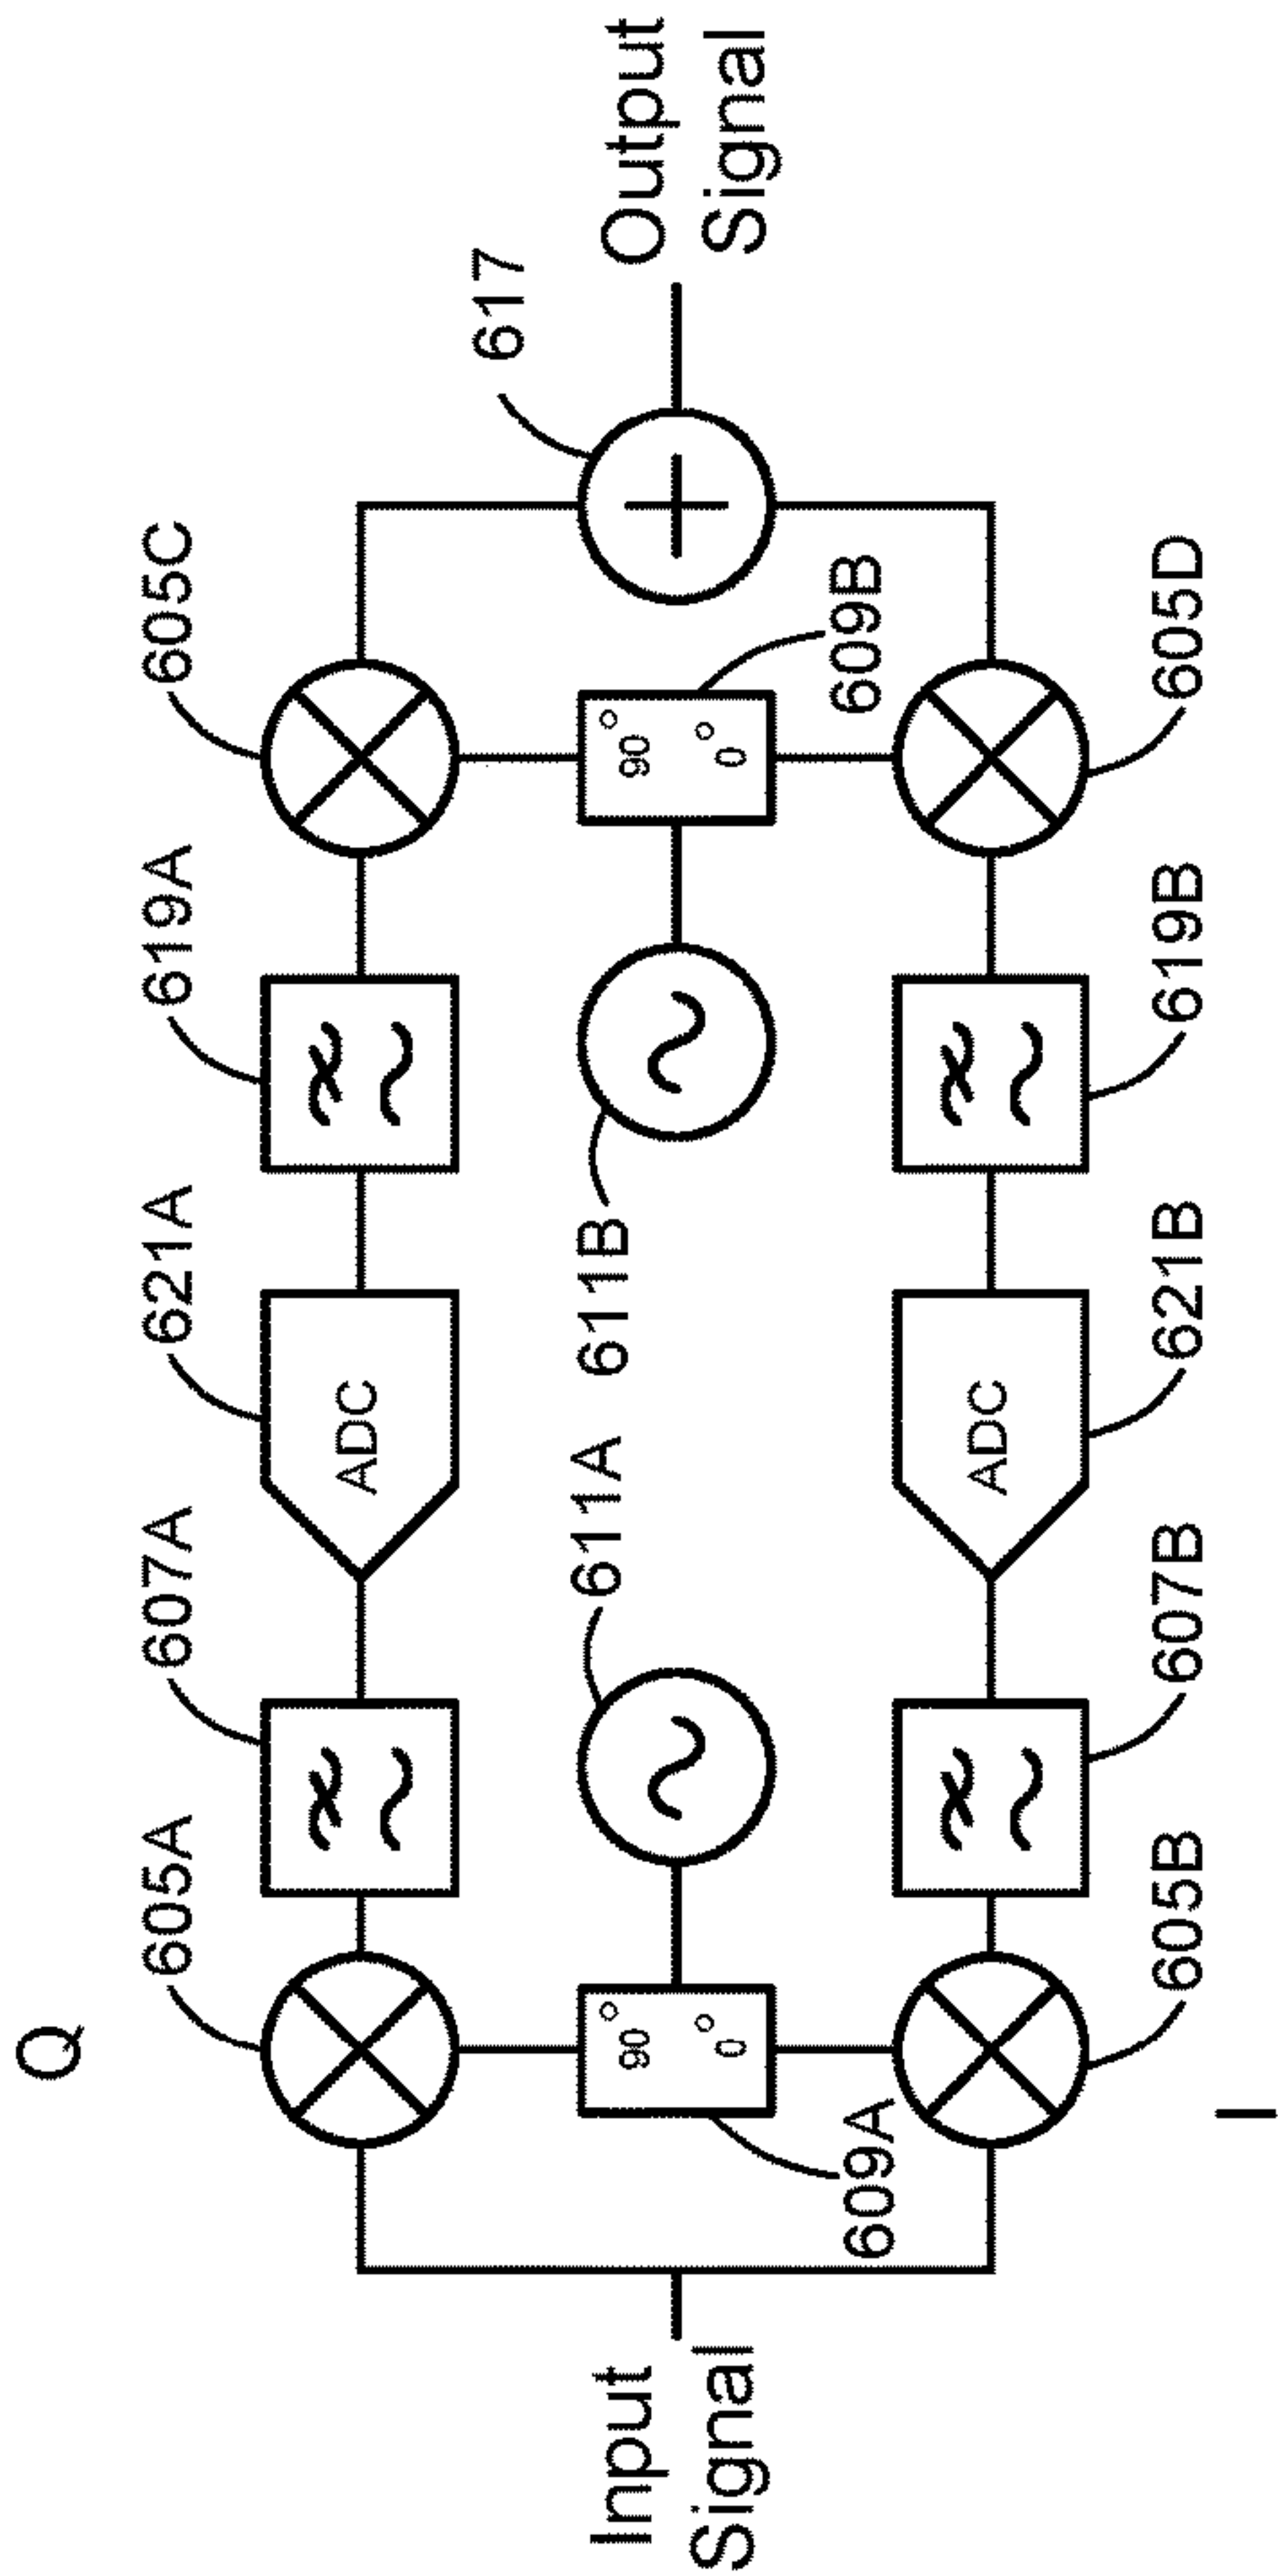 Q
605A
607A
621A
619A
605C
ADC
617
611A
611B
Input
Signal
90°
0°
90°
0°
Output
Signal
609A
609B
ADC
605B
607B
621B
619B
605D
I